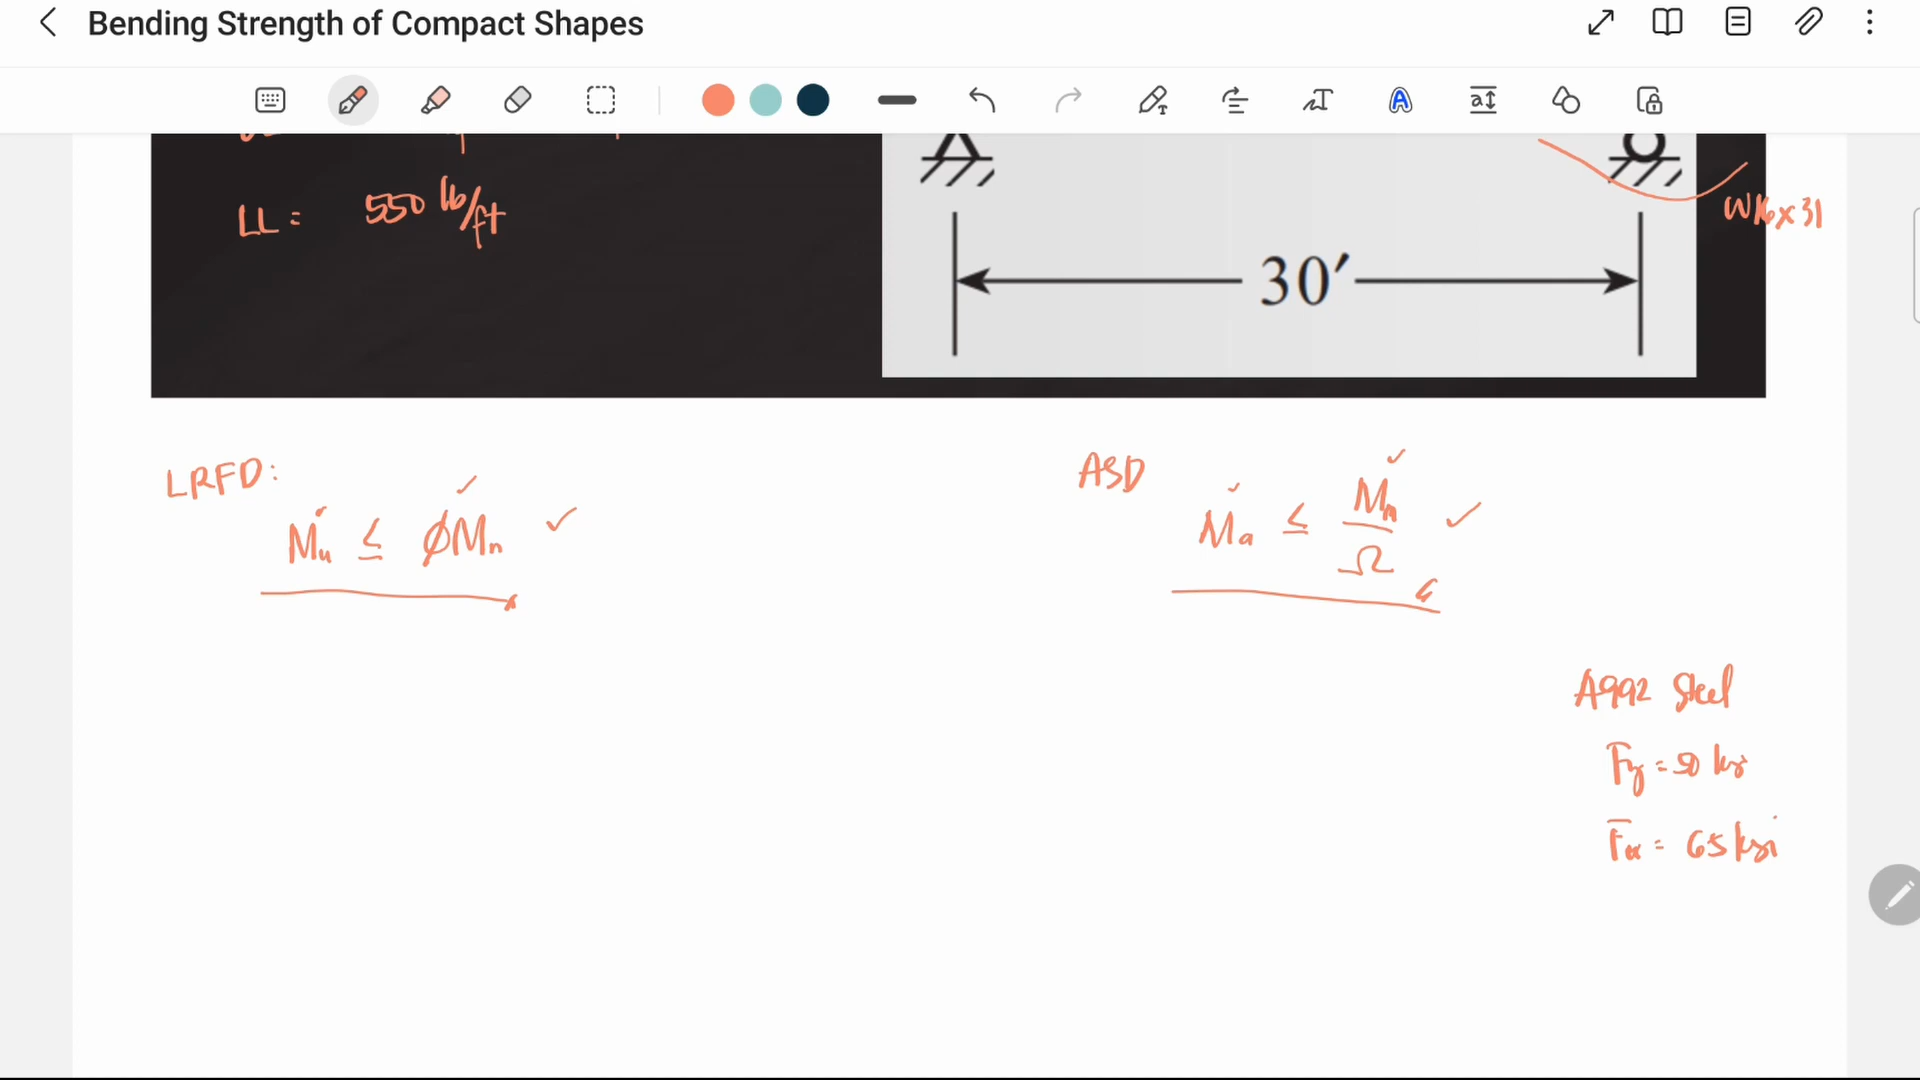 Bending Strength of Compact Shapes
LL = 550 lb/ft
W16x31
30′
LRFD:
Mu ≤ ϕMn ✓
ASD
Ma ≤ Mn/Ω ✓
A992 Steel
Fy = 50 ksi
Fu = 65 ksi